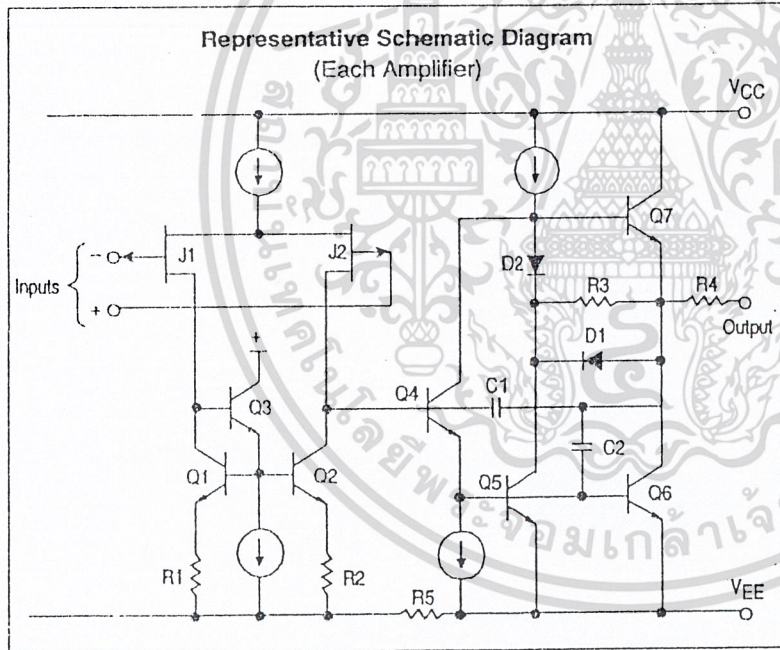 Representative Schematic Diagram
(Each Amplifier)
VCC
Q7
J1
J2
Inputs
−
+
D2
R3
R4
Output
D1
+
Q3
Q4
C1
C2
Q1
Q2
Q5
Q6
R1
R2
R5
VEE